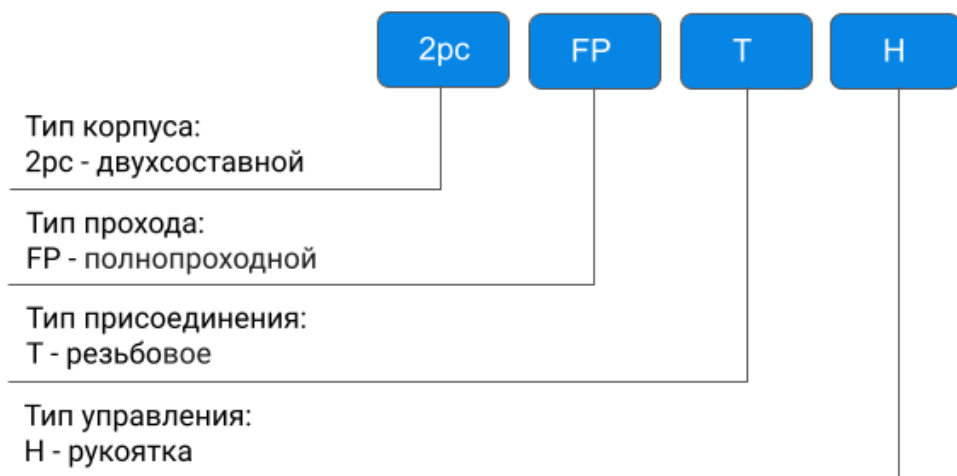 2pc FP T H
Тип корпуса:
2pc - двухсоставной
Тип прохода:
FP - полнопроходной
Тип присоединения:
T - резьбовое
Тип управления:
H - рукоятка